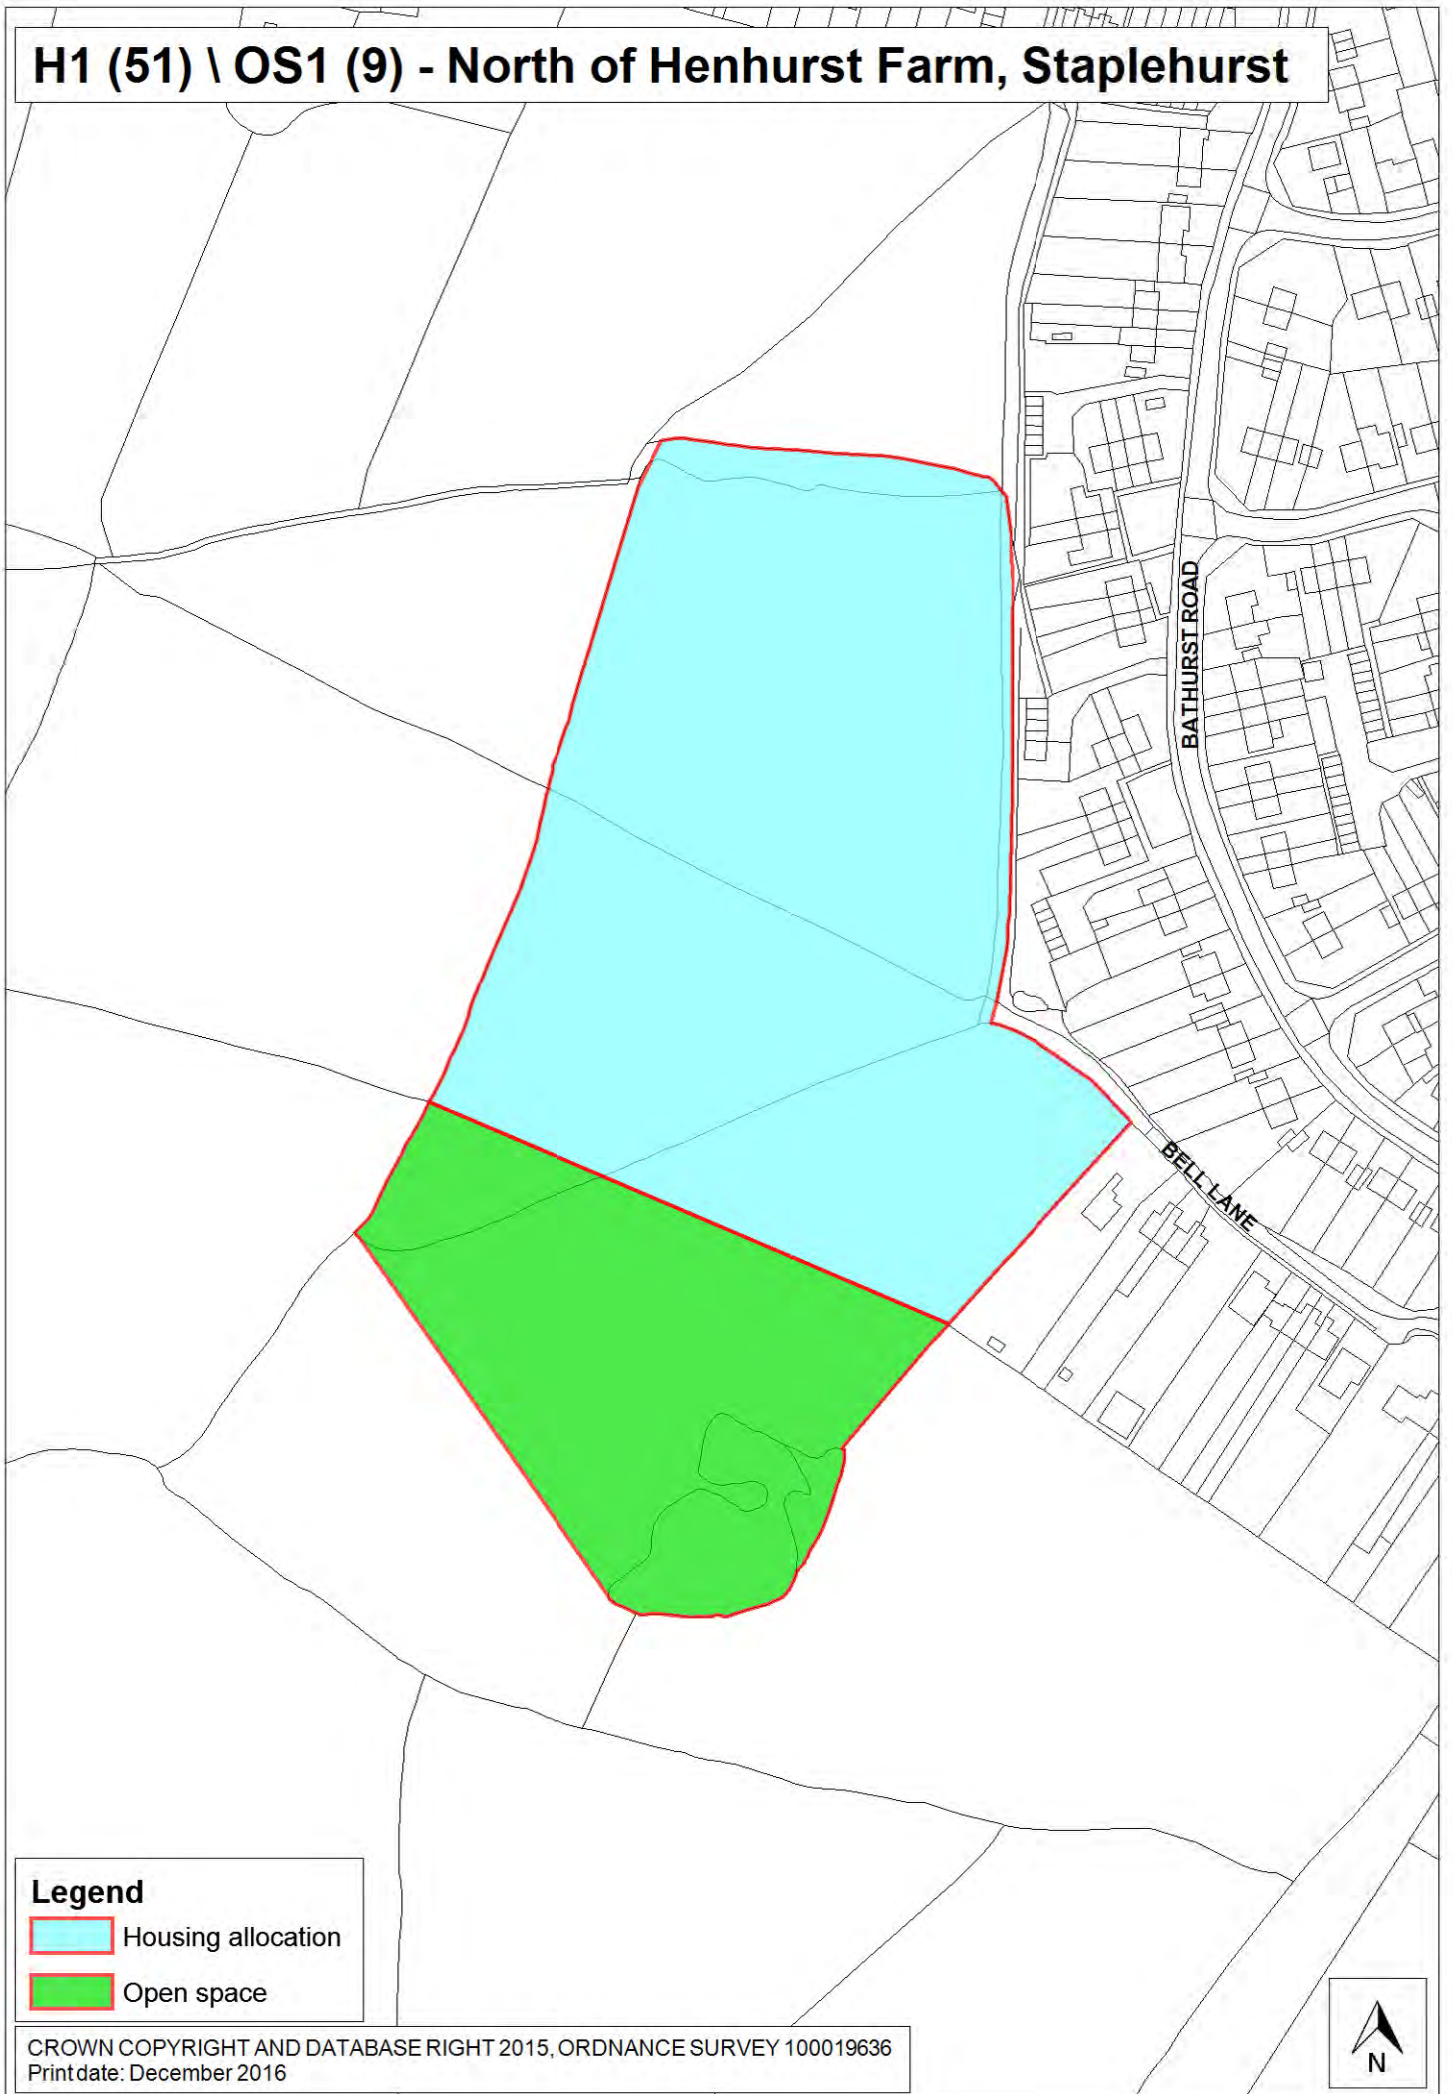 H1 (51) \ OS1 (9) - North of Henhurst Farm, Staplehurst
BATHURST ROAD
BELL LANE
Legend
Housing allocation
Open space
CROWN COPYRIGHT AND DATABASE RIGHT 2015, ORDNANCE SURVEY 100019636
Print date: December 2016
N